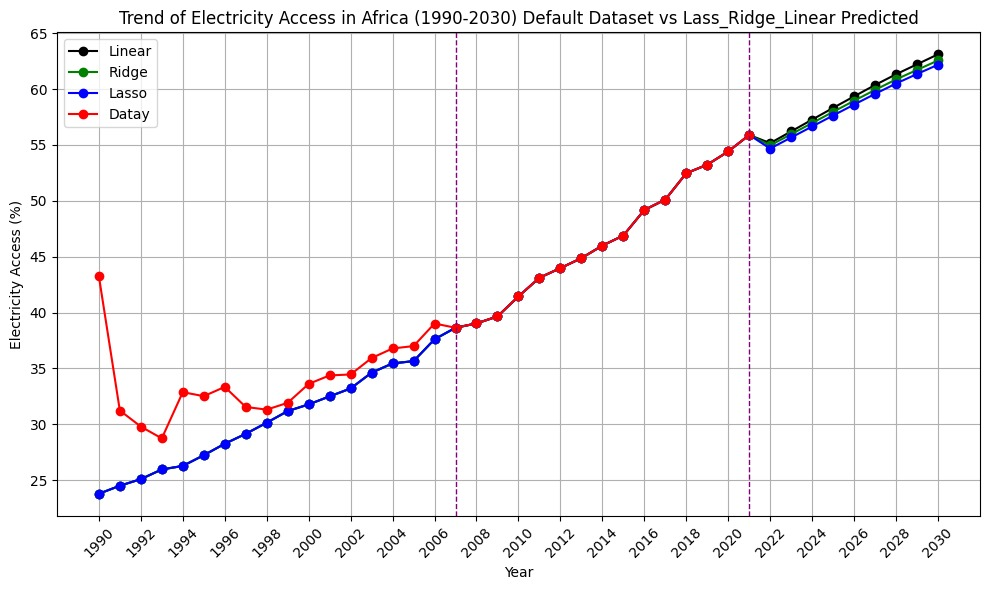 Trend of Electricity Access in Africa (1990-2030) Default Dataset vs Lass_Ridge_Linear Predicted
Linear
Ridge
Lasso
Datay
Electricity Access (%)
65
60
55
50
45
40
35
30
25
1990 1992 1994 1996 1998 2000 2002 2004 2006 2008 2010 2012 2014 2016 2018 2020 2022 2024 2026 2028 2030
Year